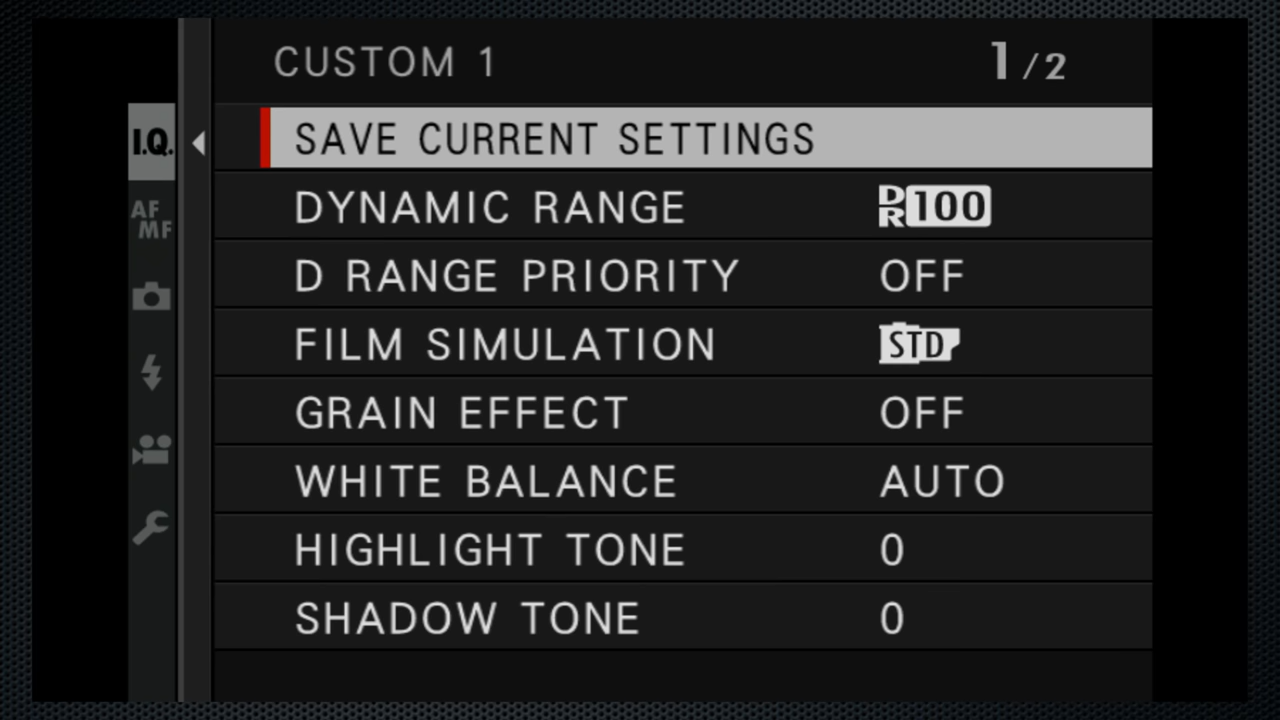 CUSTOM 1 1/2
I.Q. SAVE CURRENT SETTINGS
AF
MF
DYNAMIC RANGE DR100
D RANGE PRIORITY OFF
FILM SIMULATION STD
GRAIN EFFECT OFF
WHITE BALANCE AUTO
HIGHLIGHT TONE 0
SHADOW TONE 0